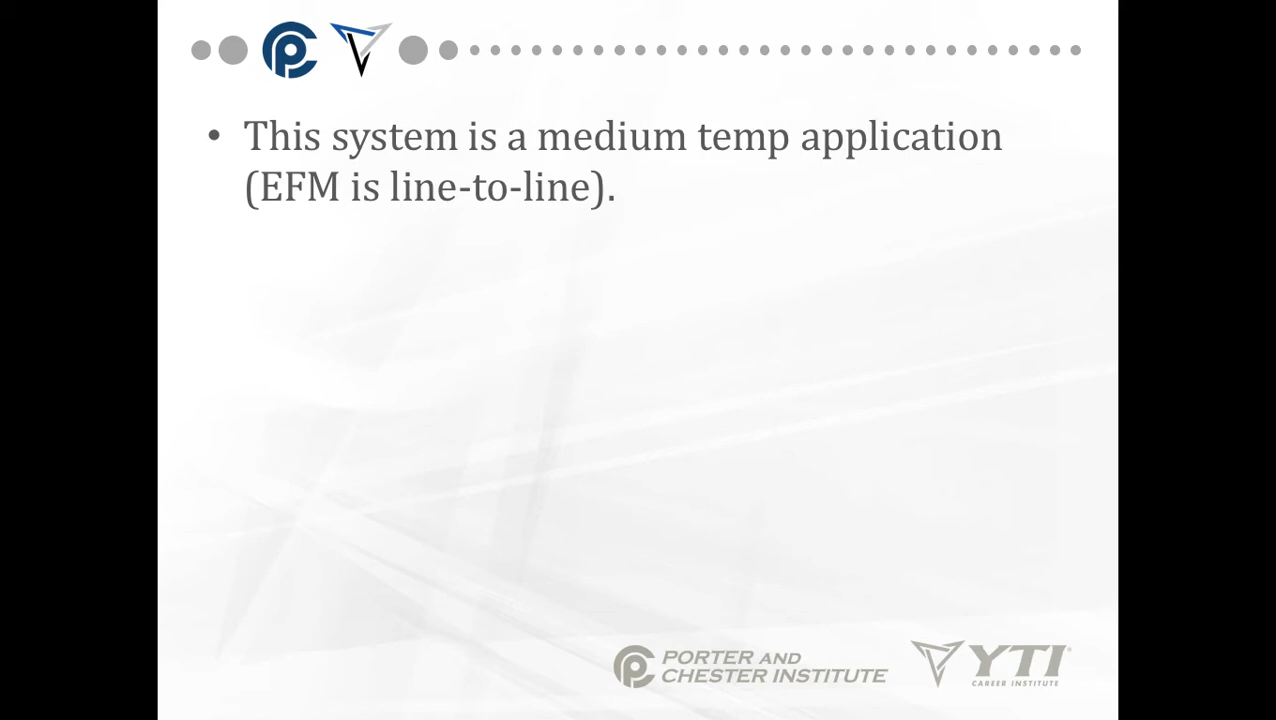 • This system is a medium temp application
(EFM is line-to-line).
PORTER AND
CHESTER INSTITUTE
YTI
CAREER INSTITUTE